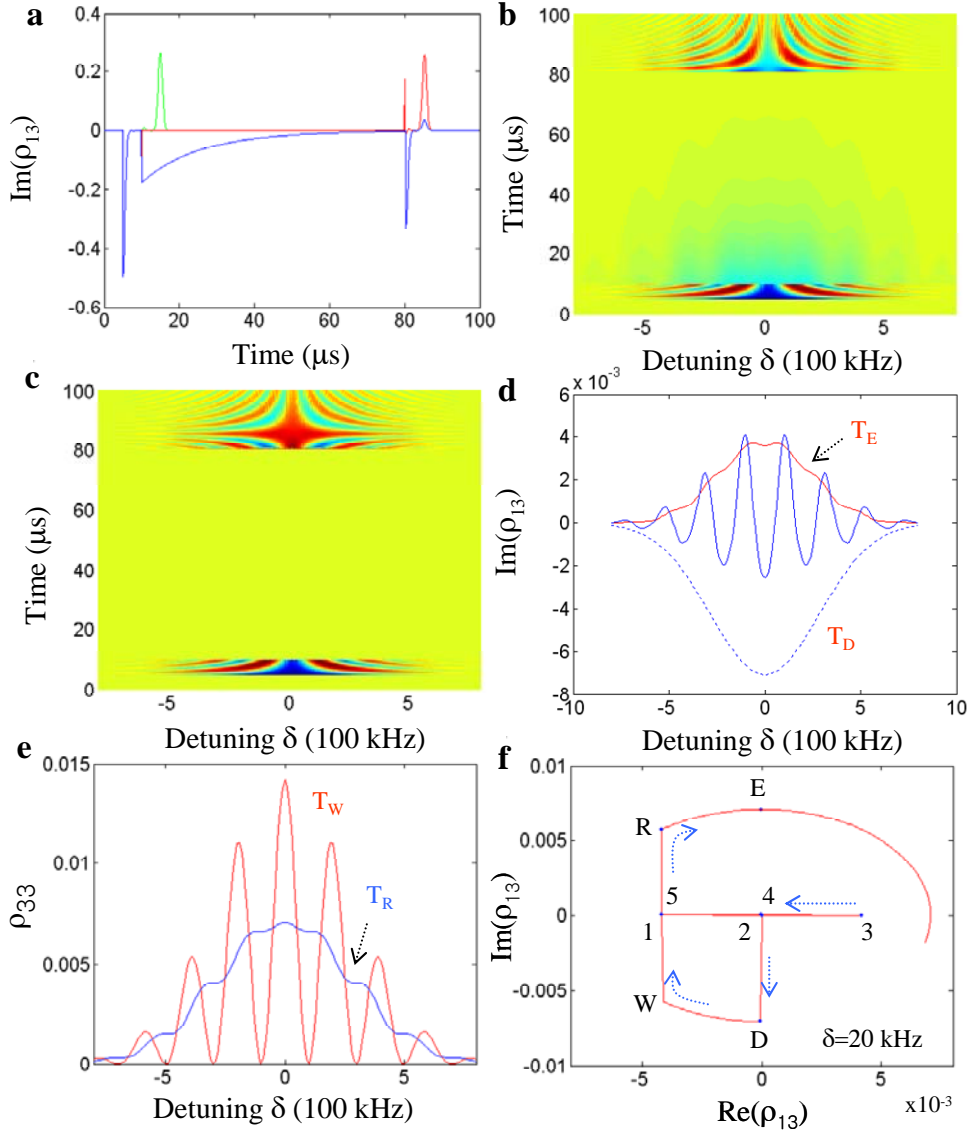 a
0.4
0.2
0
-0.2
-0.4
-0.6
0 20 40 60 80 100
Im(ρ13)
Time (μs)
b
100
80
60
40
20
0
-5 0 5
Time (μs)
Detuning δ (100 kHz)
c
100
80
60
40
20
0
-5 0 5
Time (μs)
Detuning δ (100 kHz)
d
x 10⁻³
6
4
2
0
-2
-4
-6
-8
-10 -5 0 5 10
TE
TD
Im(ρ13)
Detuning δ (100 kHz)
e
0.015
0.01
0.005
0
-5 0 5
TW
TR
ρ33
Detuning δ (100 kHz)
f
0.01
0.005
0
-0.005
-0.01
-5 0 5
E
R
5 4
1 2 3
W
D
δ=20 kHz
Im(ρ13)
Re(ρ13)
x10⁻³